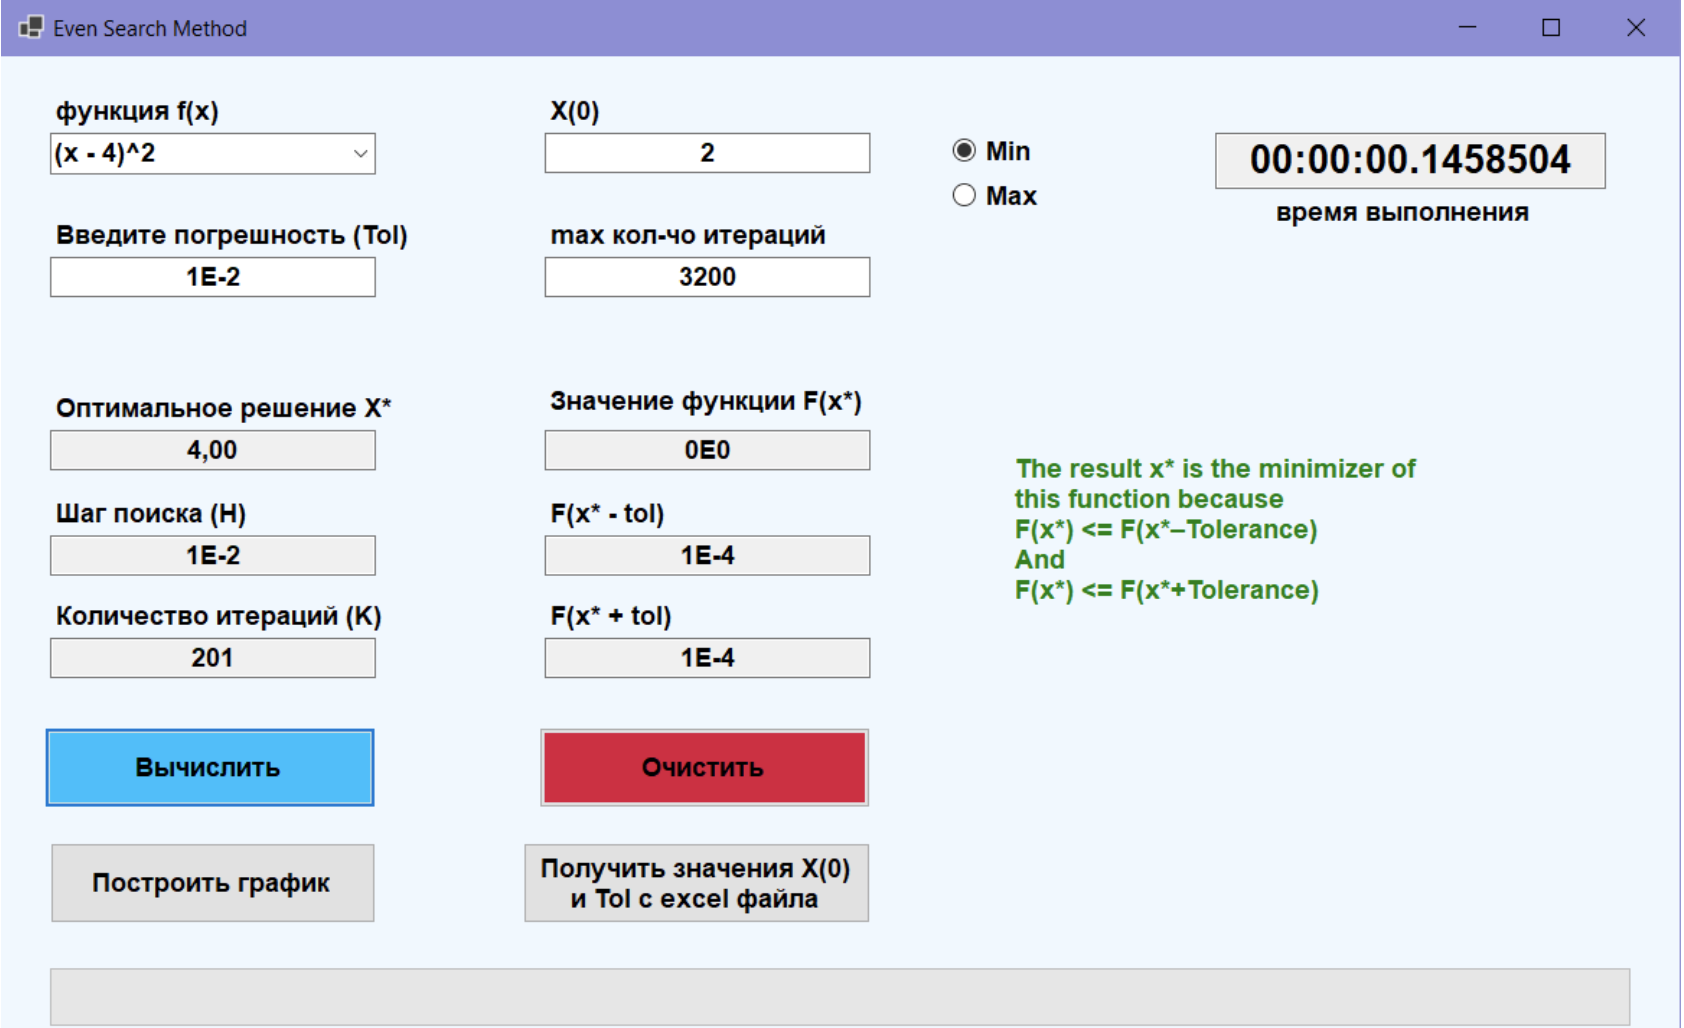 Even Search Method
функция f(x)
(x - 4)^2
X(0)
2
Min
Max
00:00:00.1458504
время выполнения
Введите погрешность (Tol)
1E-2
max кол-чо итераций
3200
Оптимальное решение X*
4,00
Значение функции F(x*)
0E0
Шаг поиска (H)
1E-2
F(x* - tol)
1E-4
Количество итераций (K)
201
F(x* + tol)
1E-4
The result x* is the minimizer of
this function because
F(x*) <= F(x*–Tolerance)
And
F(x*) <= F(x*+Tolerance)
Вычислить
Очистить
Построить график
Получить значения X(0)
и Tol с excel файла